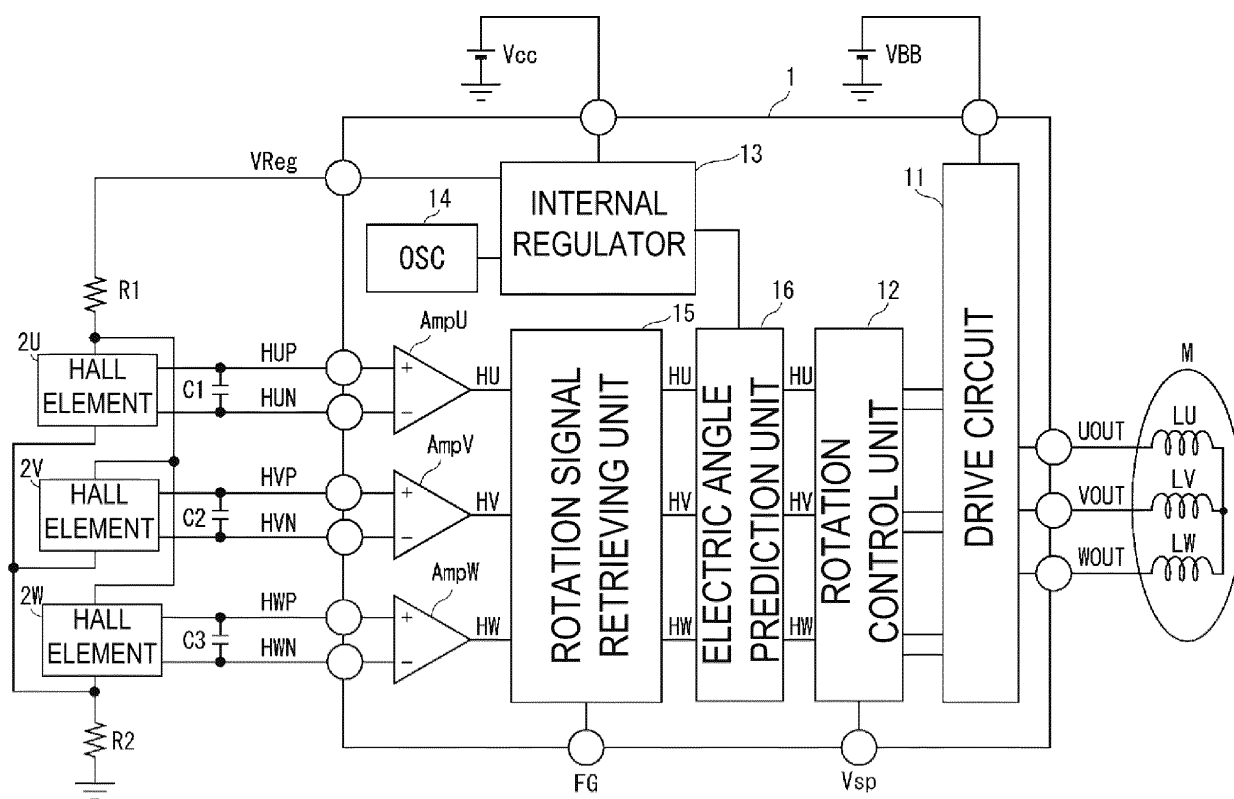 Vcc
VBB
1
VReg
13
INTERNAL
REGULATOR
14
OSC
11
R1
16
12
15
AmpU
2U
HALL
ELEMENT
C1
HUP
HUN
+
−
HU
HU
HU
M
LU
UOUT
AmpV
2V
HALL
ELEMENT
C2
HVP
HVN
+
−
HV
HV
HV
LV
VOUT
AmpW
2W
HALL
ELEMENT
C3
HWP
HWN
+
−
HW
HW
HW
LW
WOUT
ROTATION SIGNAL
RETRIEVING UNIT
ELECTRIC ANGLE
PREDICTION UNIT
ROTATION
CONTROL UNIT
DRIVE CIRCUIT
R2
FG
Vsp